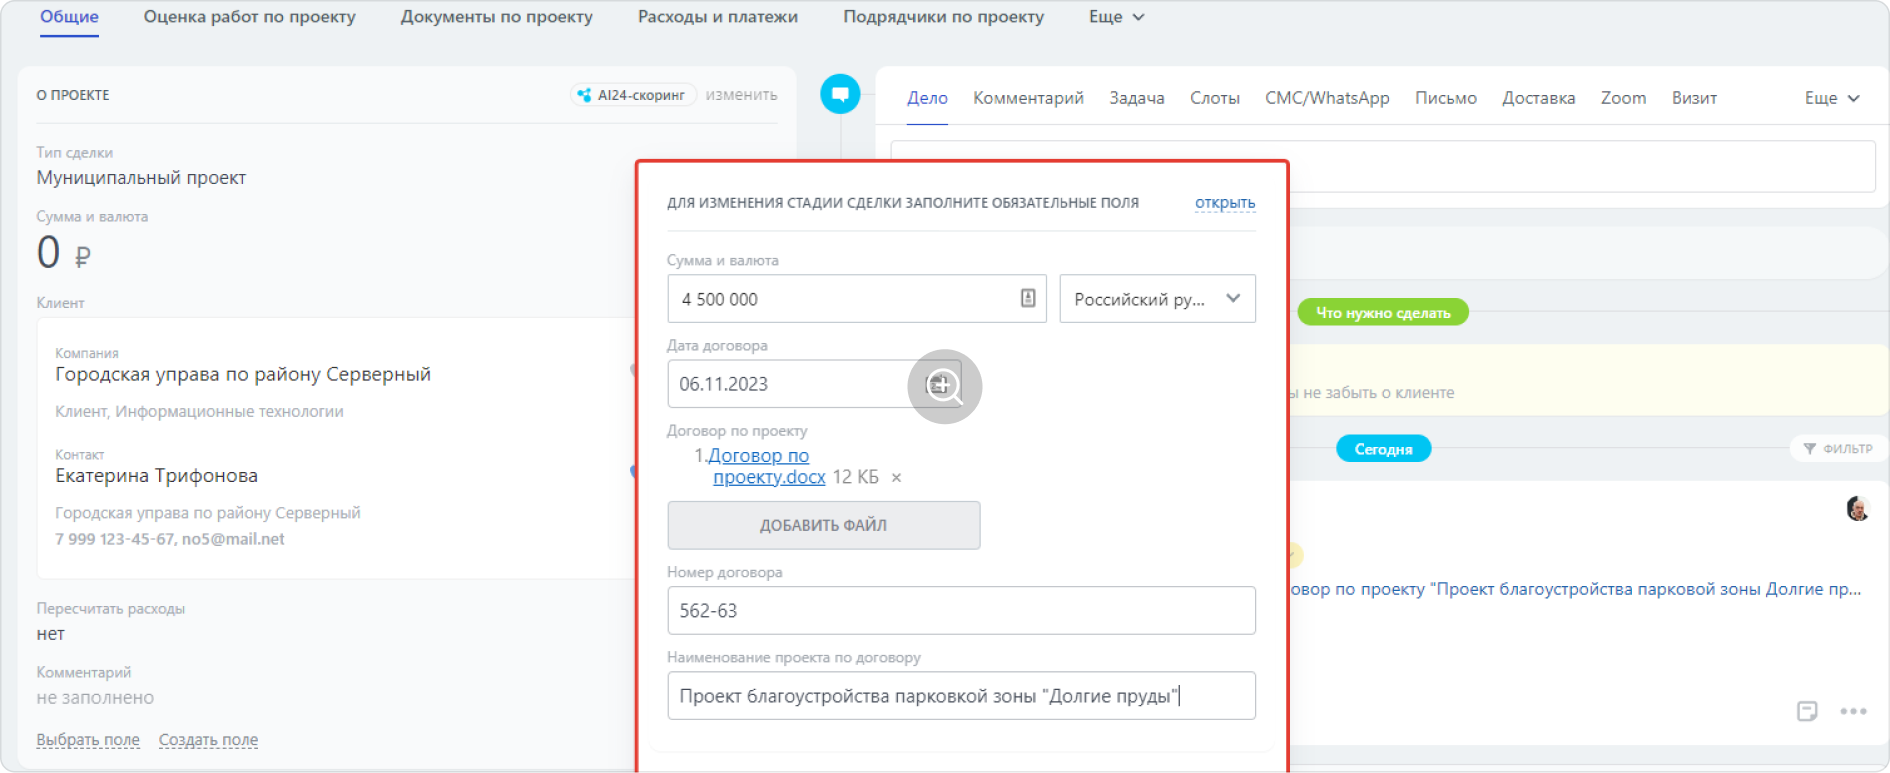 Общие Оценка работ по проекту Документы по проекту Расходы и платежи Подрядчики по проекту Еще
О ПРОЕКТЕ AI24-скоринг изменить
Тип сделки
Муниципальный проект
Сумма и валюта
0 ₽
Клиент
Компания
Городская управа по району Серверный
Клиент, Информационные технологии
Контакт
Екатерина Трифонова
Городская управа по району Серверный
7 999 123-45-67, no5@mail.net
Пересчитать расходы
нет
Комментарий
не заполнено
Выбрать поле Создать поле
Дело Комментарий Задача Слоты СМС/WhatsApp Письмо Доставка Zoom Визит Еще
ДЛЯ ИЗМЕНЕНИЯ СТАДИИ СДЕЛКИ ЗАПОЛНИТЕ ОБЯЗАТЕЛЬНЫЕ ПОЛЯ открыть
Сумма и валюта
4 500 000 Российский ру...
Дата договора
06.11.2023
Договор по проекту
1.Договор по
проекту.docx 12 КБ ×
ДОБАВИТЬ ФАЙЛ
Номер договора
562-63
Наименование проекта по договору
Проект благоустройства парковкой зоны "Долгие пруды"
Что нужно сделать
ы не забыть о клиенте
Сегодня
ФИЛЬТР
овор по проекту "Проект благоустройства парковой зоны Долгие пр...